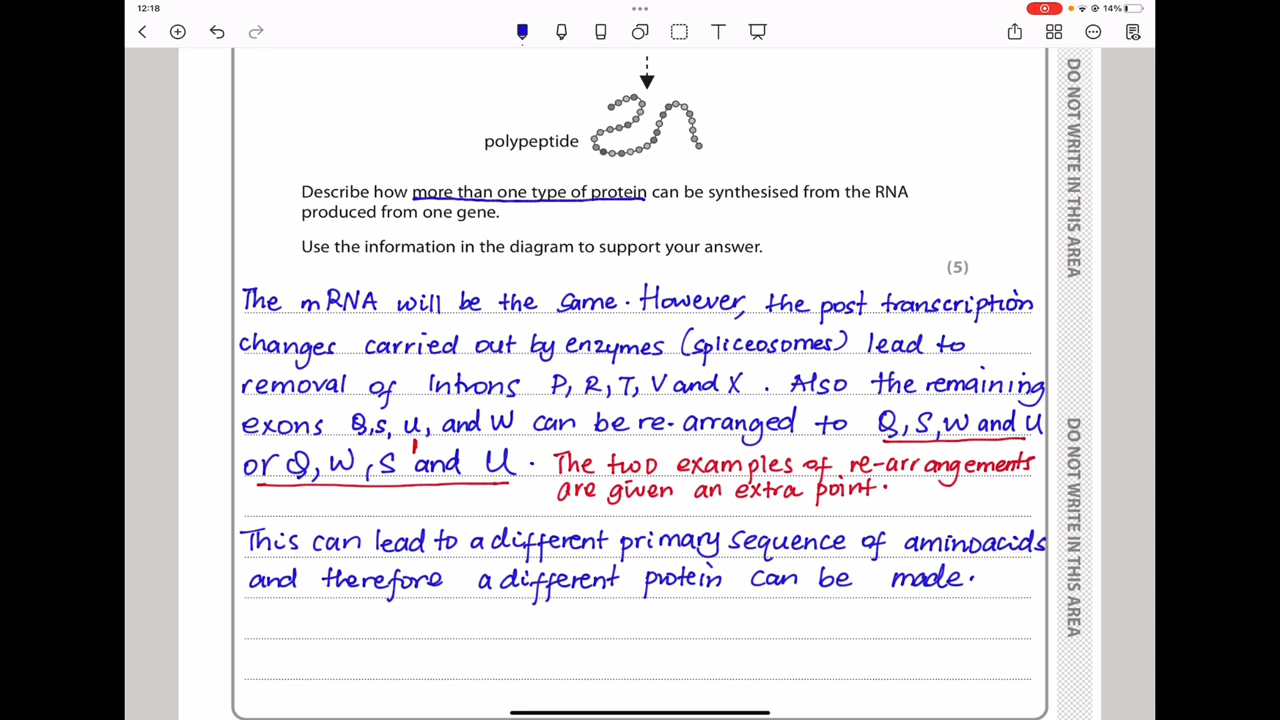 12:18
14%
polypeptide
Describe how more than one type of protein can be synthesised from the RNA
produced from one gene.
Use the information in the diagram to support your answer.
(5)
The mRNA will be the same. However, the post transcription
changes carried out by enzymes (spliceosomes) lead to
removal of Introns P, R, T, V and X. Also the remaining
exons Q, S, U, and W can be re-arranged to Q, S, W and U
or Q, W, S and U. The two examples of re-arrangements
are given an extra point.
This can lead to a different primary sequence of aminoacids
and therefore a different protein can be made.
DO NOT WRITE IN THIS AREA
DO NOT WRITE IN THIS AREA